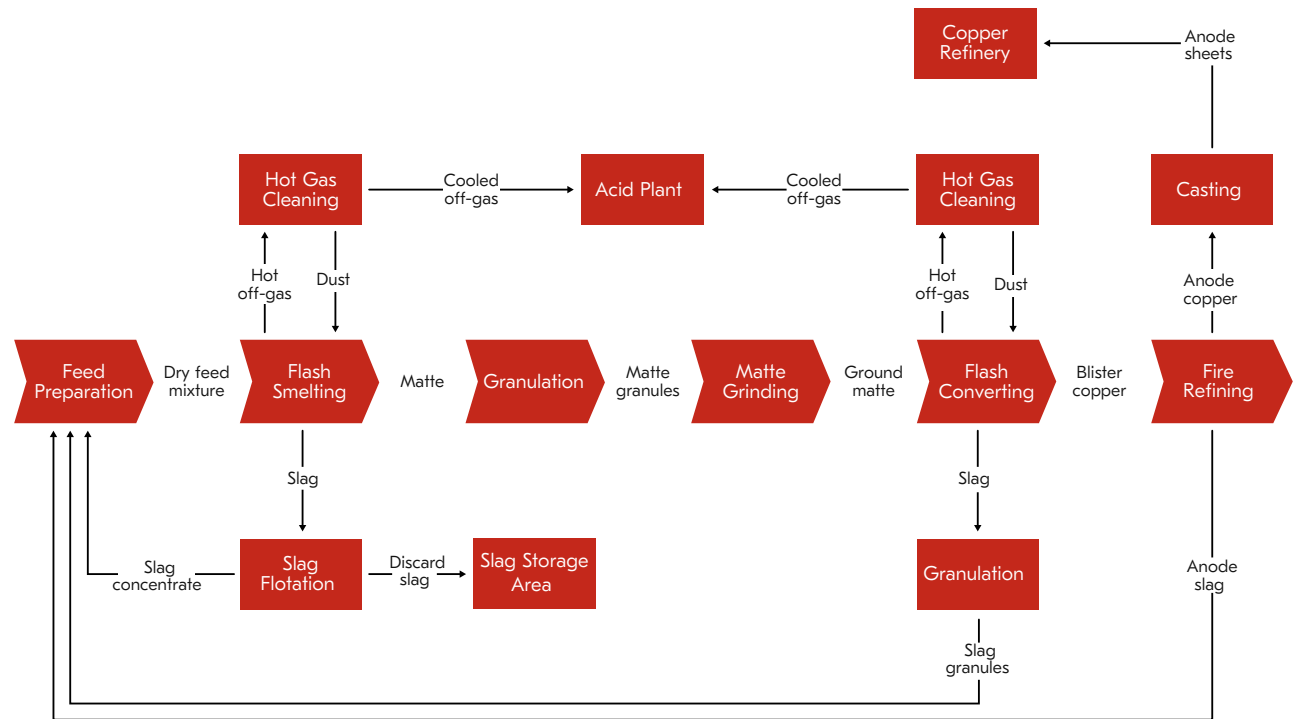 Copper
Refinery
Anode
sheets
Hot Gas
Cleaning
Cooled
off-gas
Acid Plant
Cooled
off-gas
Hot Gas
Cleaning
Casting
Hot
off-gas
Dust
Hot
off-gas
Dust
Anode
copper
Feed
Preparation
Dry feed
mixture
Flash
Smelting
Matte
Granulation
Matte
granules
Matte
Grinding
Ground
matte
Flash
Converting
Blister
copper
Fire
Refining
Slag
Slag
Slag
concentrate
Slag
Flotation
Discard
slag
Slag Storage
Area
Granulation
Anode
slag
Slag
granules